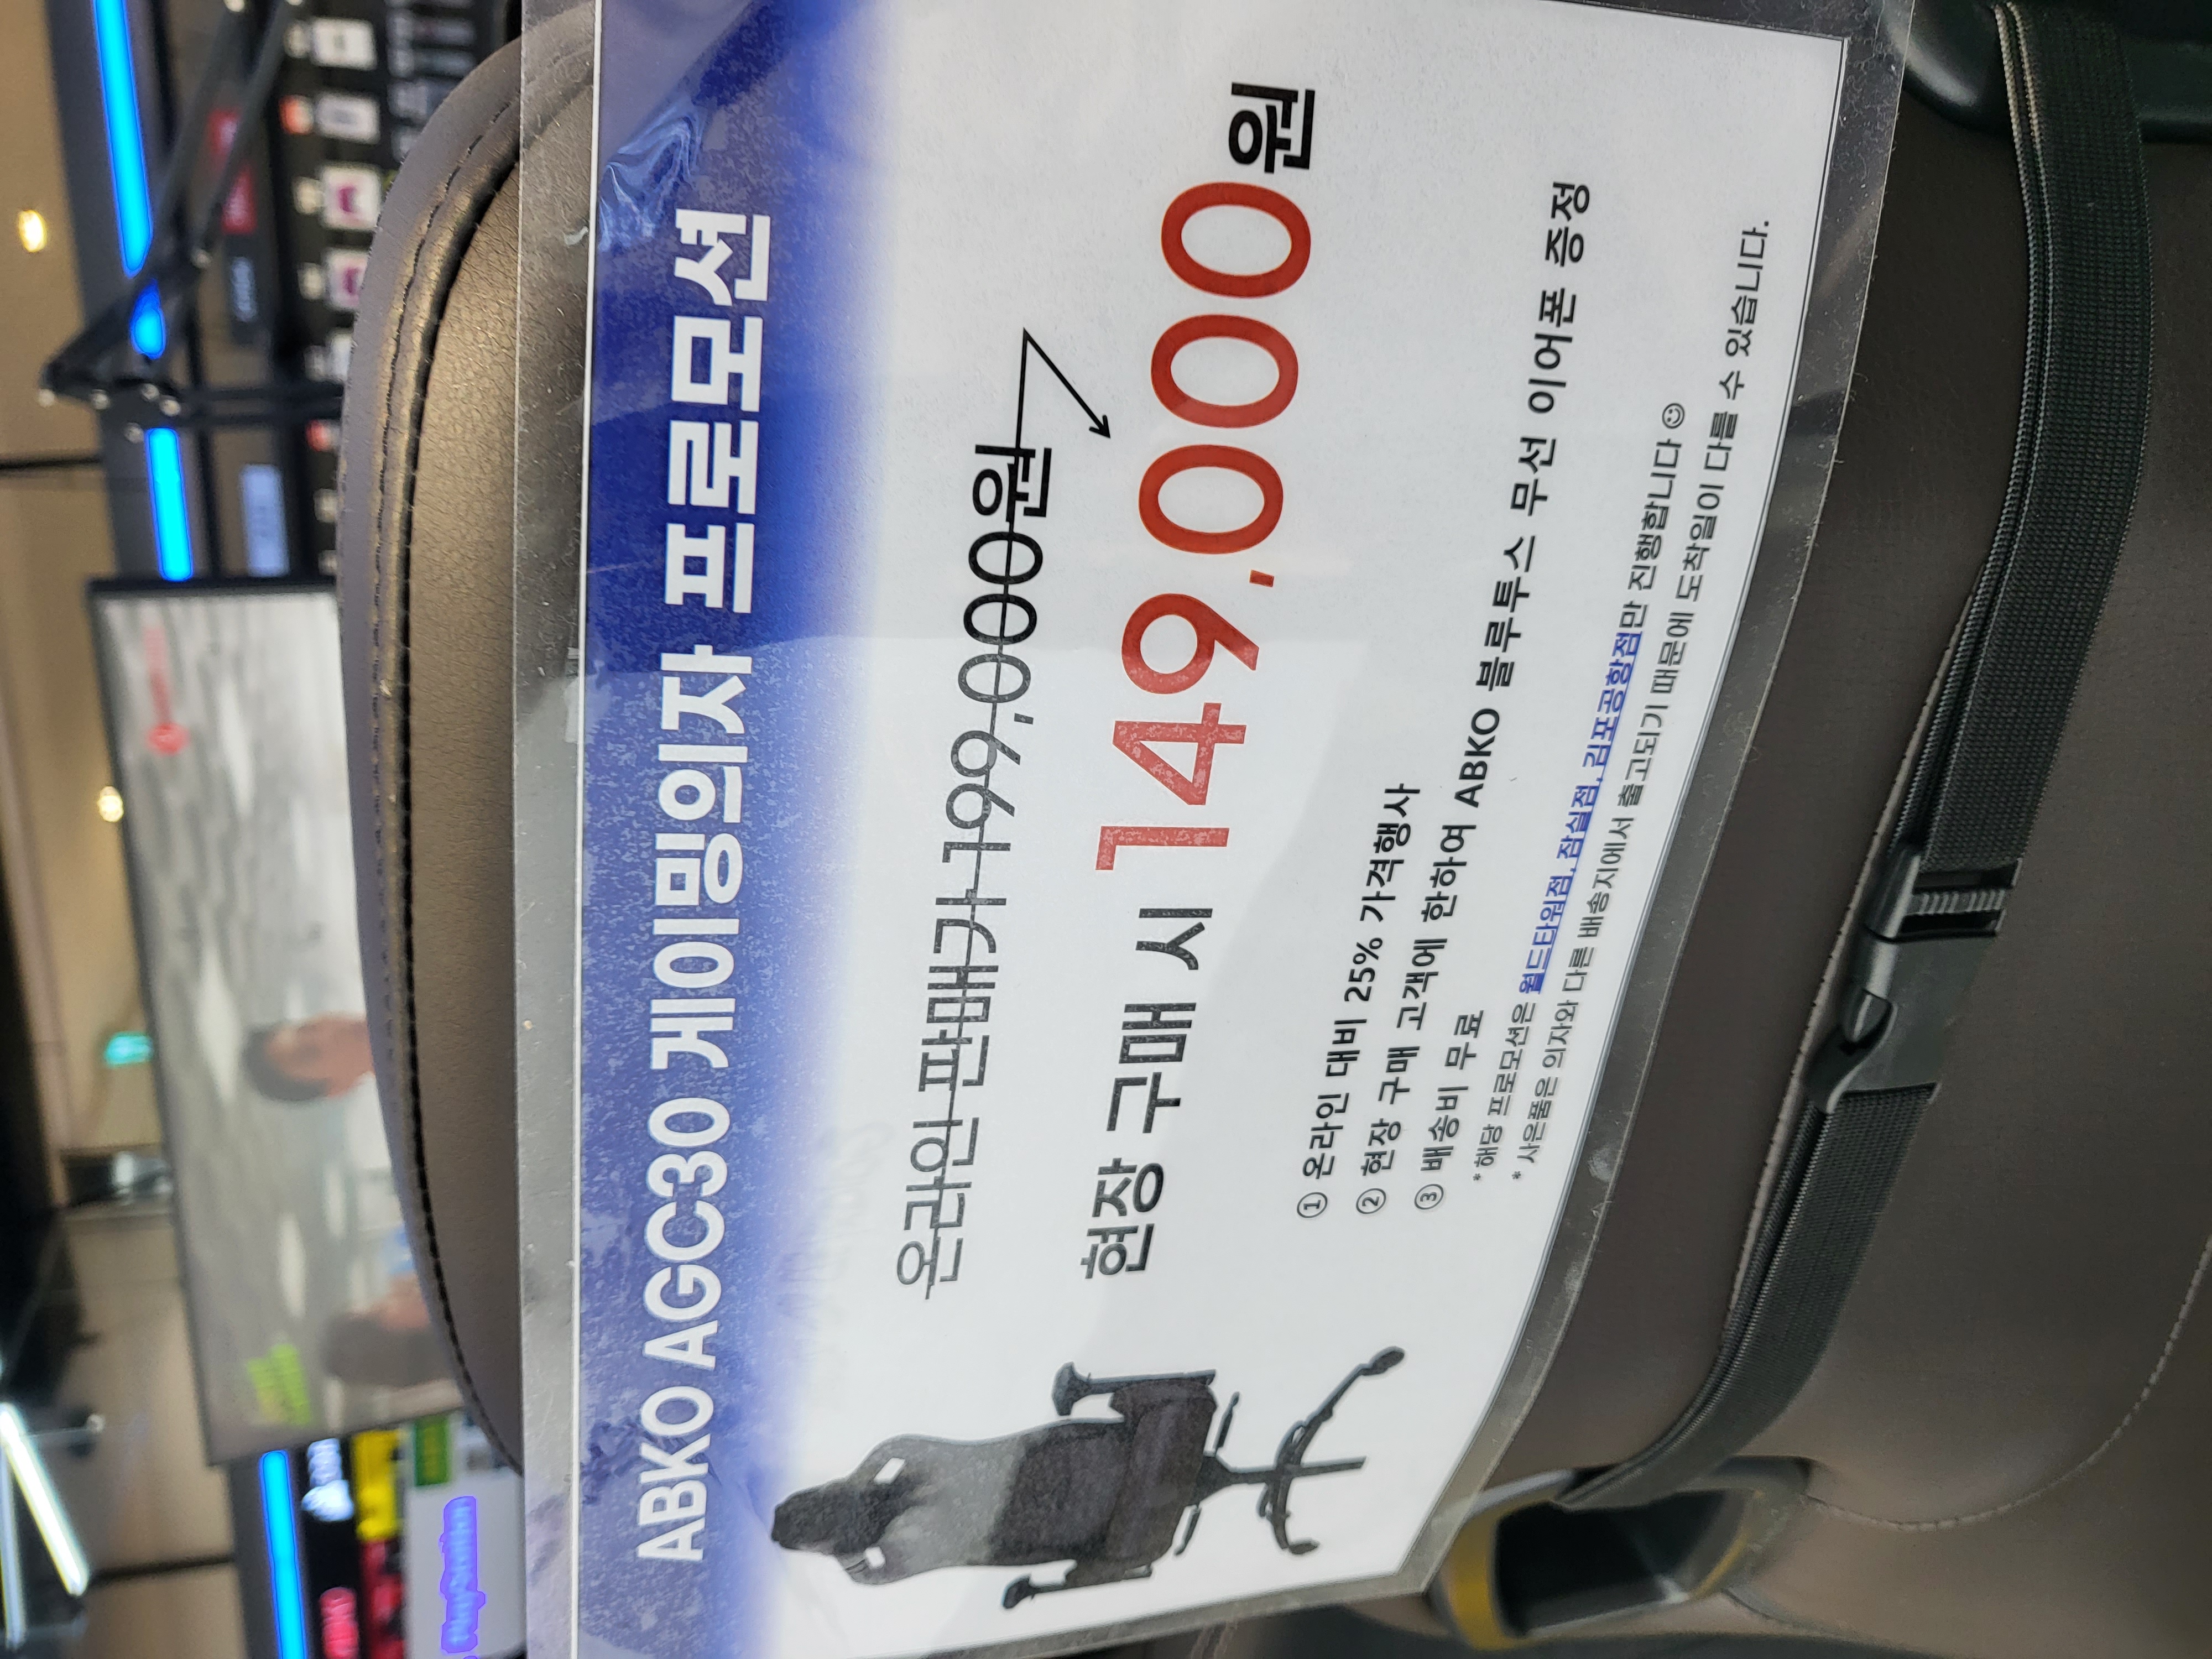 ABKO AGC30 게이밍의자 프로모션
온라인 판매가 199,000원
현장 구매 시 149,000원
① 온라인 대비 25% 가격행사
② 현장 구매 고객에 한하여 ABKO 블루투스 무선 이어폰 증정
③ 배송비 무료
* 해당 프로모션은 월드타워점, 잠실점, 김포공항점만 진행합니다 ☺
* 사은품은 의자와 다른 배송지에서 출고되기 때문에 도착일이 다를 수 있습니다.